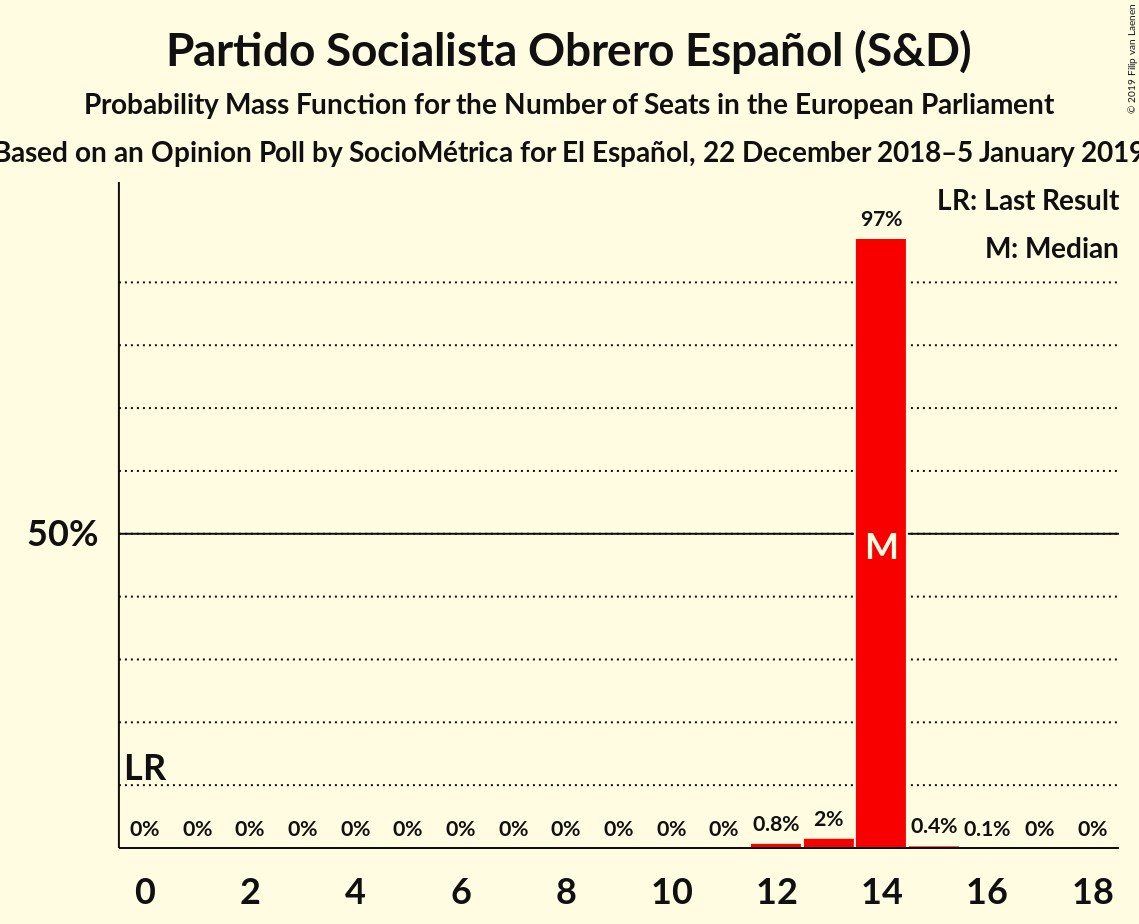 Partido Socialista Obrero Español (S&D)
Probability Mass Function for the Number of Seats in the European Parliament
Based on an Opinion Poll by SocioMétrica for El Español, 22 December 2018–5 January 2019
© 2019 Filip van Laenen
LR: Last Result
M: Median
97%
50%
M
LR
0% 0% 0% 0% 0% 0% 0% 0% 0% 0% 0% 0% 0.8% 2% 0.4% 0.1% 0% 0%
0 2 4 6 8 10 12 14 16 18